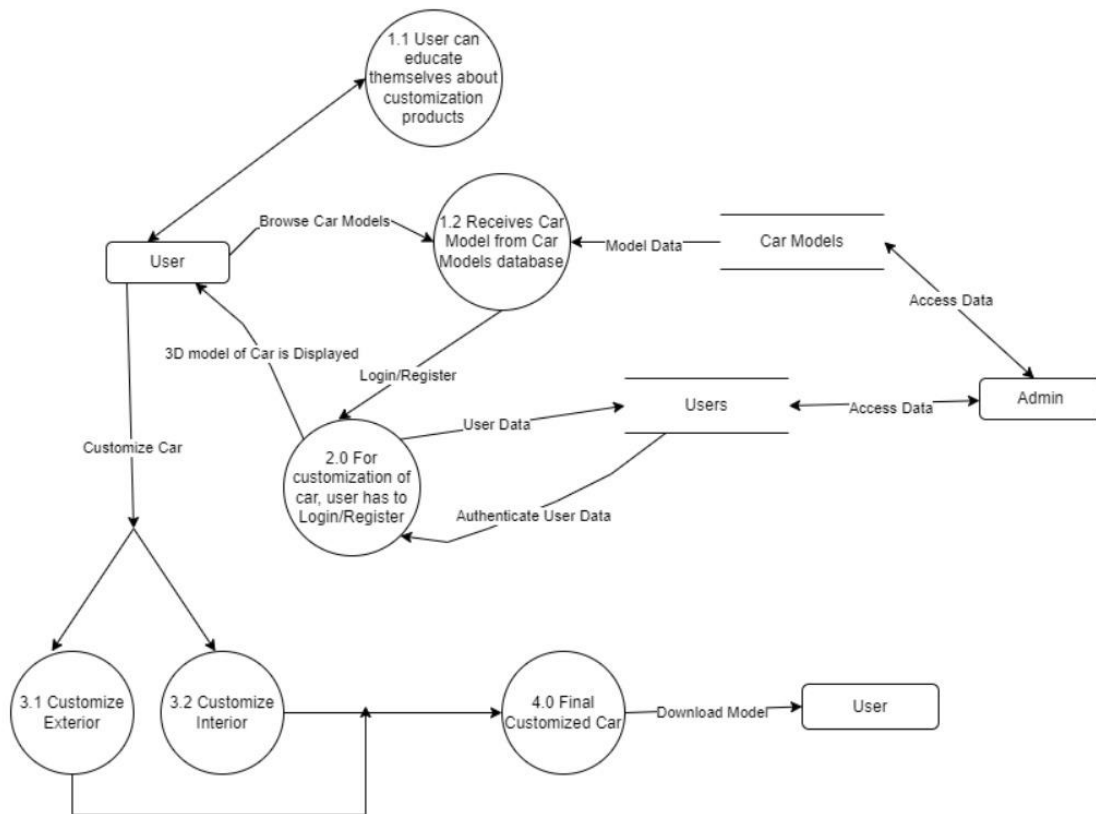 1.1 User can
educate
themselves about
customization
products
Browse Car Models
1.2 Receives Car
Model from Car
Models database.
Model Data
Car Models
User
Access Data
3D model of Car is Displayed
Login/Register
Users
Access Data
Admin
User Data
Customize Car
2.0 For
customization of
car, user has to
Login/Register
Authenticate User Data
3.1 Customize
Exterior
3.2 Customize
Interior
4.0 Final
Customized Car
Download Model
User